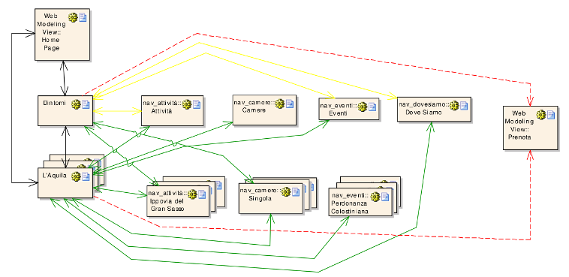 Web
Modeling
View::
Home
Page
Dintorni
nav_attivita::
Attività
nav_camere::
Camere
nav_eventi::
Eventi
nav_dovesiamo::
Dove Siamo
Web
Modeling
View::
Prenota
L'Aquila
nav_attività::
Ippovia del
Gran Sasso
nav_camere::
Singola
nav_eventi::
Perdonanza
Celestiniana